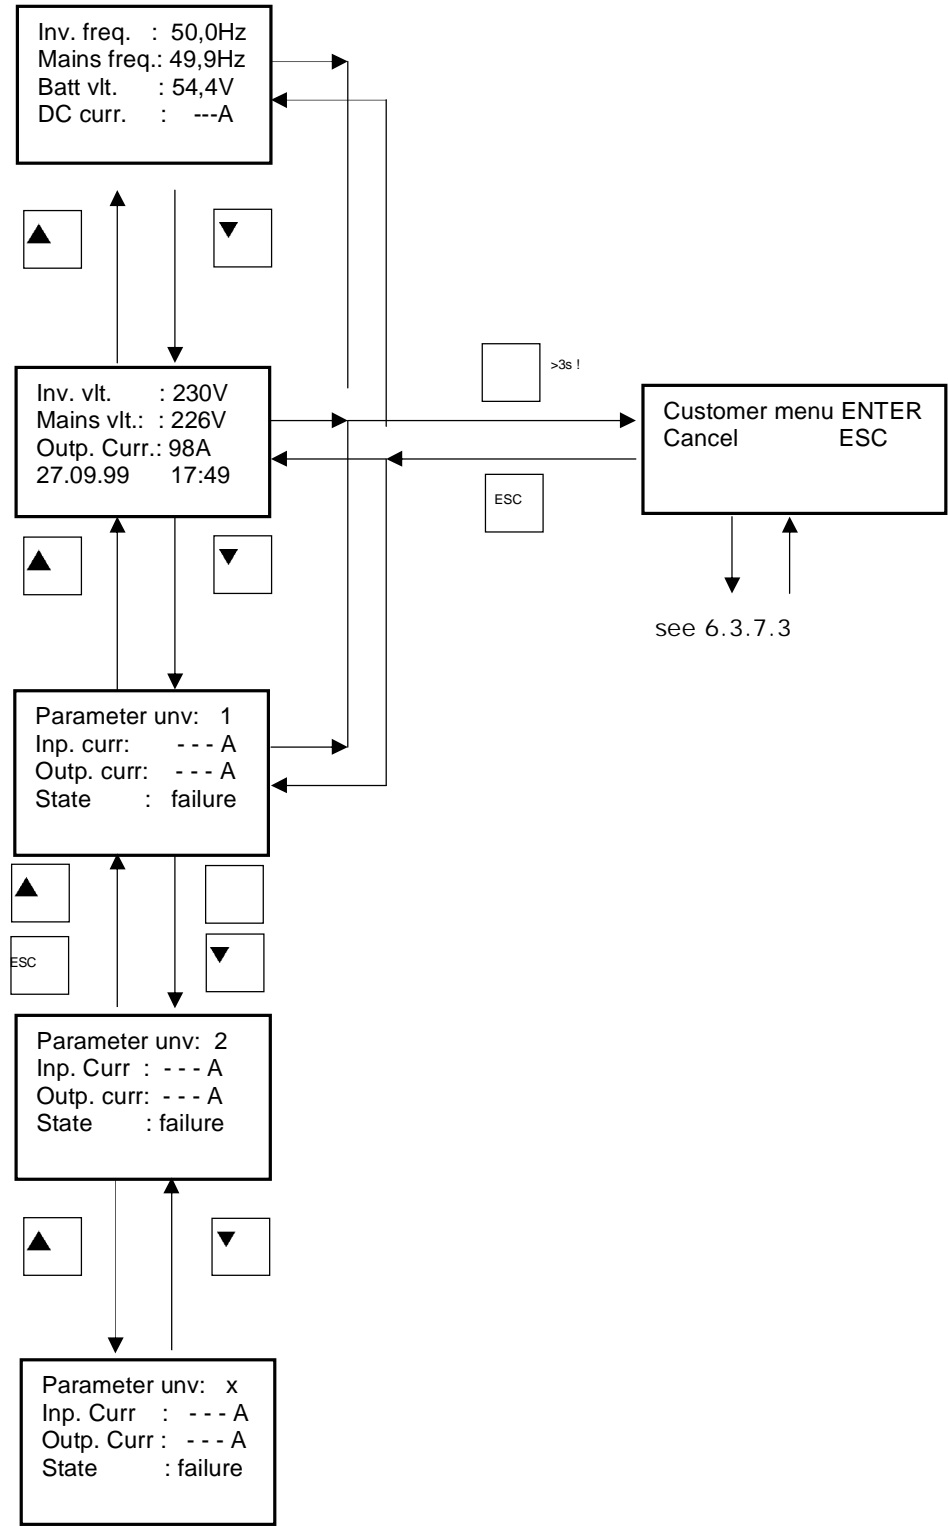 Inv. freq. : 50,0Hz
Mains freq.: 49,9Hz
Batt vlt. : 54,4V
DC curr. : ---A
Inv. vlt. : 230V
Mains vlt.: : 226V
Outp. Curr.: 98A
27.09.99 17:49
>3s !
Customer menu ENTER
Cancel ESC
ESC
see 6.3.7.3
Parameter unv: 1
Inp. curr: - - - A
Outp. curr: - - - A
State : failure
ESC
Parameter unv: 2
Inp. Curr : - - - A
Outp. curr: - - - A
State : failure
Parameter unv: x
Inp. Curr : - - - A
Outp. Curr : - - - A
State : failure